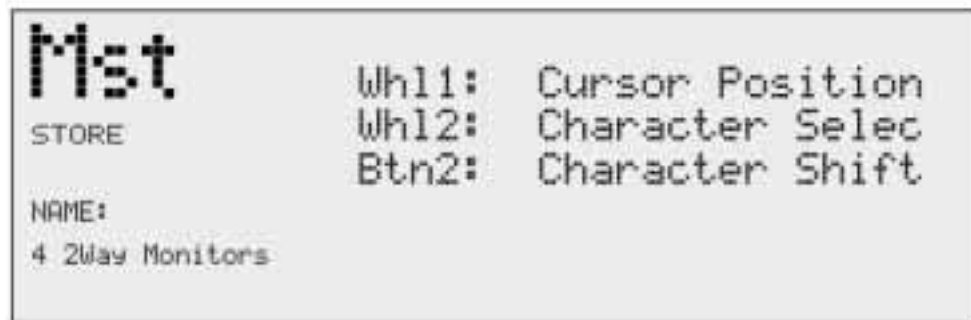 Mst
STORE
Whl1: Cursor Position
Whl2: Character Selec
Btn2: Character Shift
NAME:
4 2Way Monitors